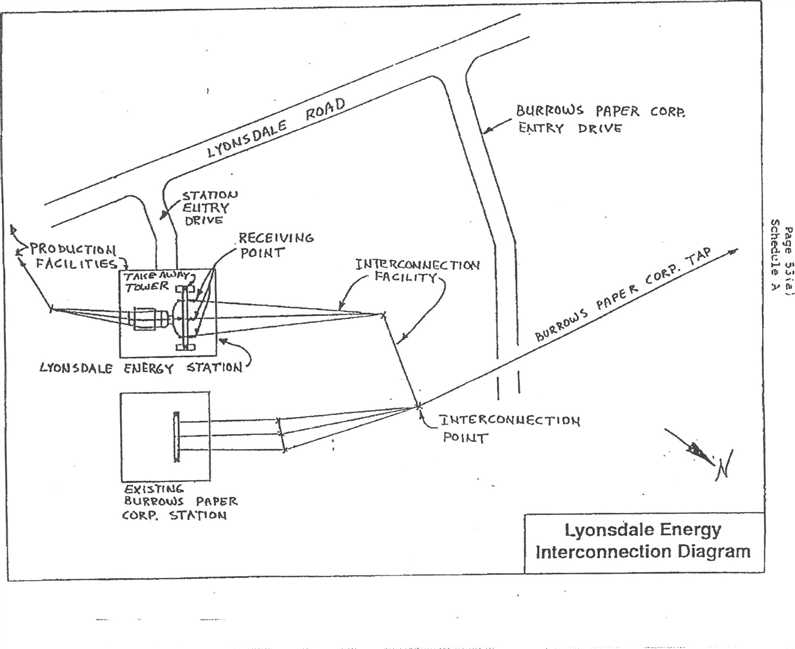 LYONSDALE ROAD
BURROWS PAPER CORP.
ENTRY DRIVE
STATION
ENTRY
DRIVE
PRODUCTION
FACILITIES
TAKE AWAY
TOWER
RECEIVING
POINT
INTERCONNECTION
FACILITY
BURROWS PAPER CORP. TAP
LYONSDALE ENERGY STATION
INTERCONNECTION
POINT
EXISTING
BURROWS PAPER
CORP. STATION
N
Lyonsdale Energy
Interconnection Diagram
Page 53(a)
Schedule A